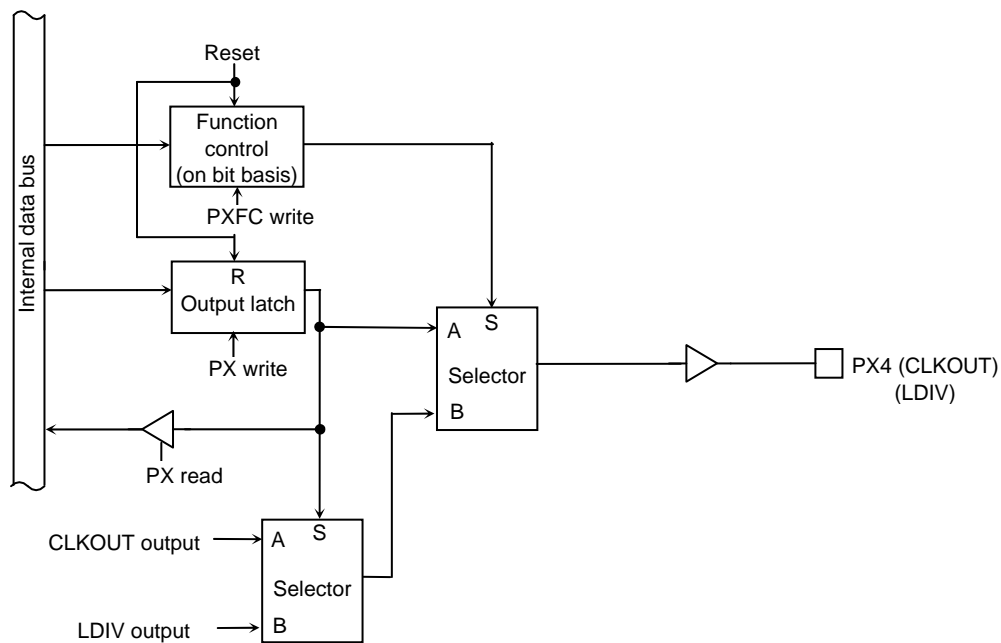 Reset
Function
control
(on bit basis)
PXFC write
Internal data bus
R
Output latch
PX write
A
S
Selector
B
PX4 (CLKOUT)
(LDIV)
PX read
CLKOUT output
A
S
Selector
LDIV output
B